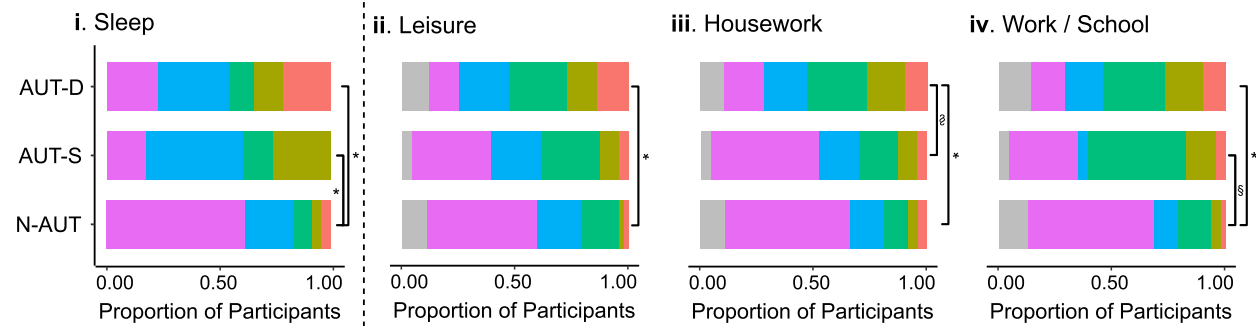 i. Sleep
ii. Leisure
iii. Housework
iv. Work / School
AUT-D
AUT-S
N-AUT
*
*
*
§
*
§
*
0.00 0.50 1.00
0.00 0.50 1.00
0.00 0.50 1.00
0.00 0.50 1.00
Proportion of Participants
Proportion of Participants
Proportion of Participants
Proportion of Participants